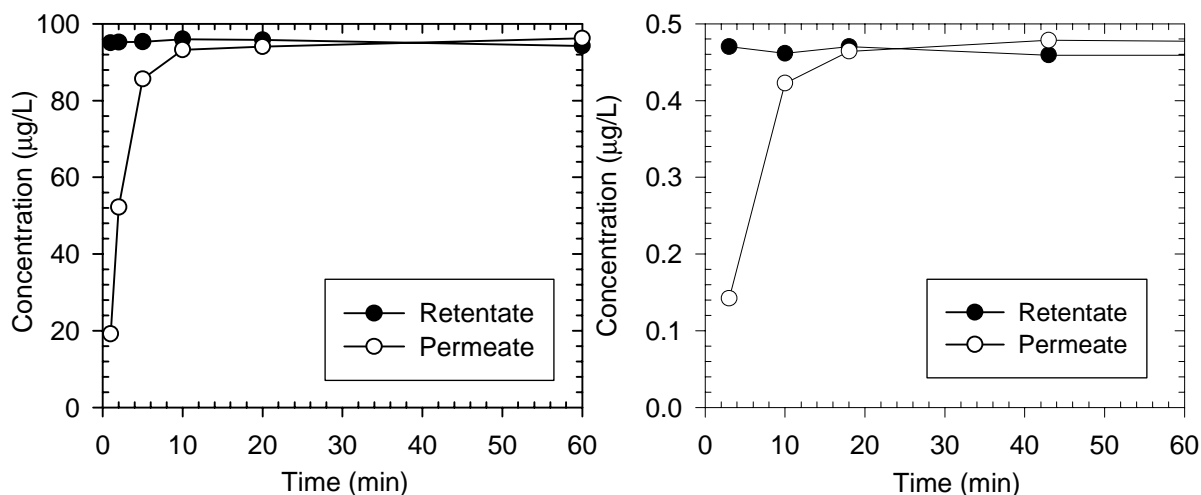 100
80
60
40
20
0
Concentration (μg/L)
Retentate
Permeate
0 10 20 30 40 50 60
Time (min)
0.5
0.4
0.3
0.2
0.1
0.0
Concentration (μg/L)
Retentate
Permeate
0 10 20 30 40 50 60
Time (min)